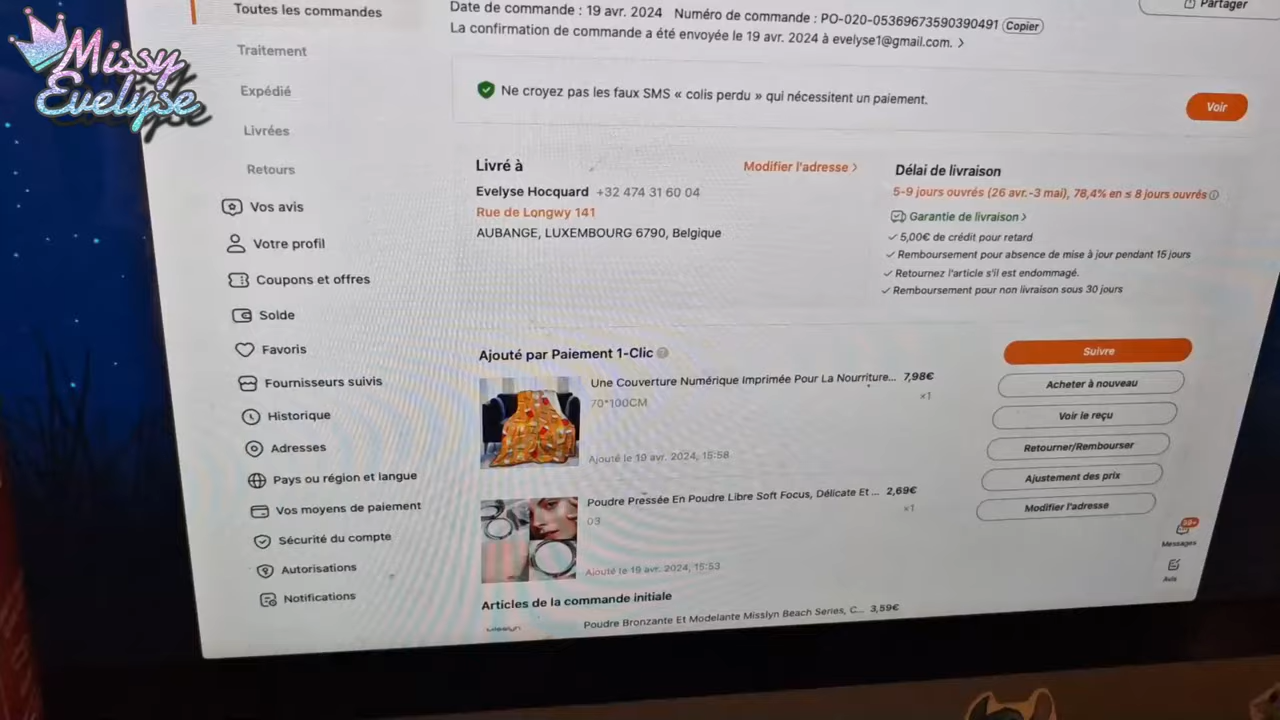 Missy
Evelyse
Toutes les commandes
Traitement
Expédié
Livrées
Retours
Vos avis
Votre profil
Coupons et offres
Solde
Favoris
Fournisseurs suivis
Historique
Adresses
Pays ou région et langue
Vos moyens de paiement
Sécurité du compte
Autorisations
Notifications
Date de commande : 19 avr. 2024 Numéro de commande : PO-020-05369673590390491 Copier
Partager
La confirmation de commande a été envoyée le 19 avr. 2024 à evelyse1@gmail.com. >
Ne croyez pas les faux SMS « colis perdu » qui nécessitent un paiement.
Voir
Livré à
Modifier l'adresse >
Evelyse Hocquard +32 474 31 60 04
Rue de Longwy 141
AUBANGE, LUXEMBOURG 6790, Belgique
Délai de livraison
5-9 jours ouvrés (26 avr.-3 mai), 78,4% en ≤ 8 jours ouvrés
Garantie de livraison >
5,00€ de crédit pour retard
Remboursement pour absence de mise à jour pendant 15 jours
Retournez l'article s'il est endommagé.
Remboursement pour non livraison sous 30 jours
Ajouté par Paiement 1-Clic
Une Couverture Numérique Imprimée Pour La Nourriture... 7,98€
70*100CM
×1
Ajouté le 19 avr. 2024, 15:58
Poudre Pressée En Poudre Libre Soft Focus, Délicate Et ... 2,69€
03
×1
Ajouté le 19 avr. 2024, 15:53
Articles de la commande initiale
Poudre Bronzante Et Modelante Misslyn Beach Series, C... 3,59€
Suivre
Acheter à nouveau
Voir le reçu
Retourner/Rembourser
Ajustement des prix
Modifier l'adresse
99+
Messages
Avis